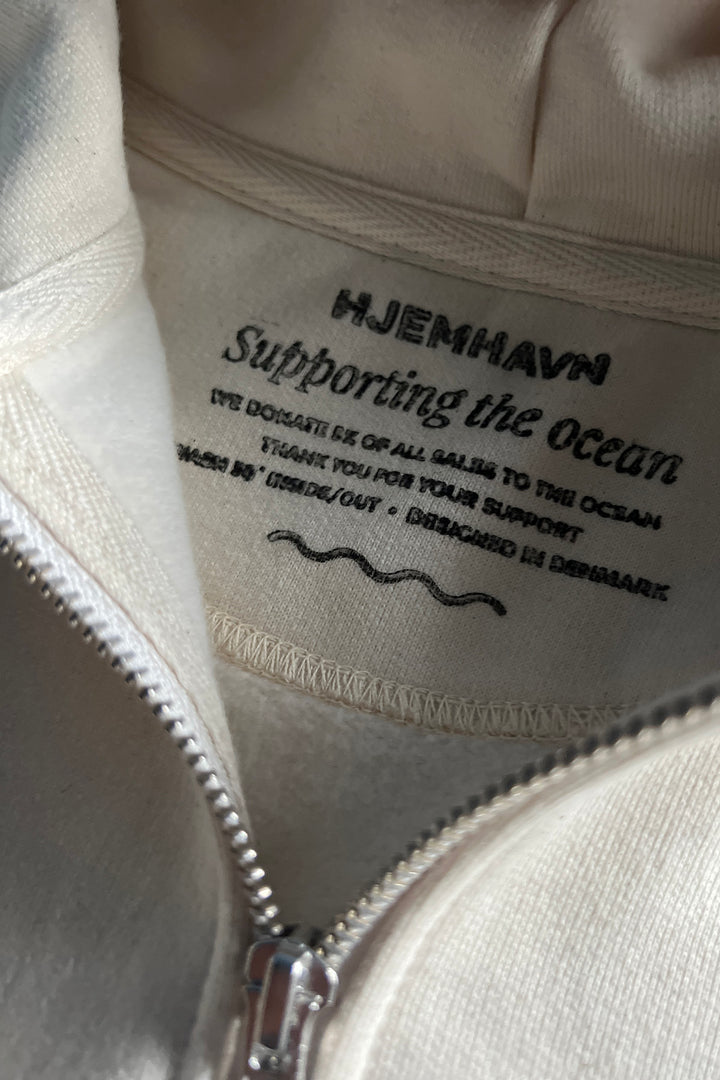 HJEMHAVN
Supporting the ocean
WE DONATE 5% OF ALL SALES TO THE OCEAN
THANK YOU FOR YOUR SUPPORT
WASH 30° INSIDE/OUT • DESIGNED IN DENMARK